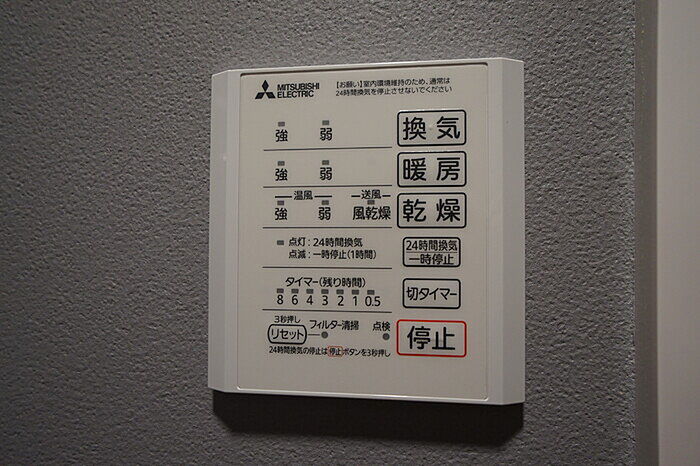 MITSUBISHI
ELECTRIC
【お願い】室内環境維持のため、通常は
24時間換気を停止させないでください
強 弱 換気
強 弱 暖房
温風 送風
強 弱 風乾燥 乾燥
点灯：24時間換気
点滅：一時停止(1時間)
24時間換気
一時停止
タイマー(残り時間)
8 6 4 3 2 1 0.5
切タイマー
3秒押し
リセット フィルター清掃 点検
停止
24時間換気の停止は停止ボタンを3秒押し